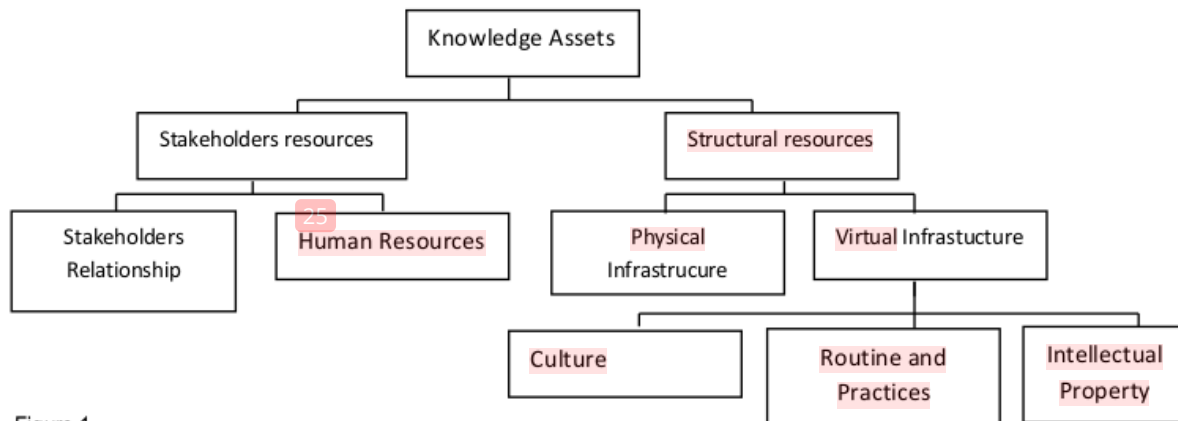 Knowledge Assets
Stakeholders resources
Structural resources
Stakeholders
Relationship
25
Human Resources
Physical
Infrastrucure
Virtual Infrastucture
Culture
Routine and
Practices
Intellectual
Property